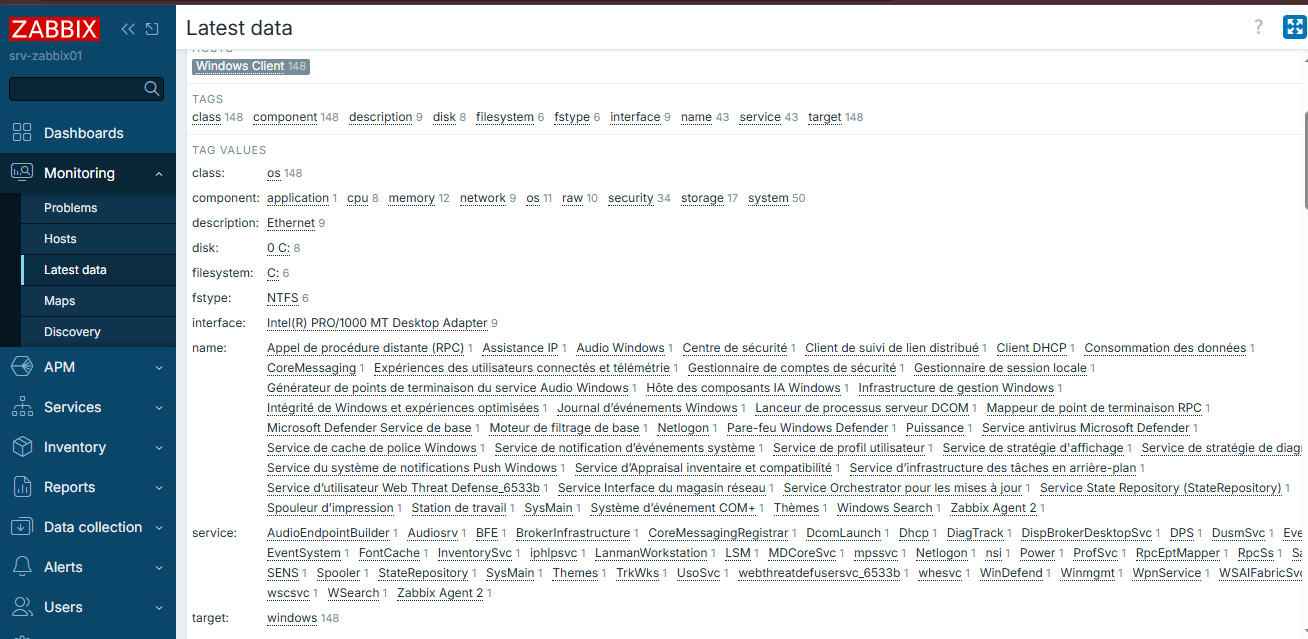 ZABBIX
srv-zabbix01
Dashboards
Monitoring
Problems
Hosts
Latest data
Maps
Discovery
APM
Services
Inventory
Reports
Data collection
Alerts
Users
Latest data
?
HOSTS
Windows Client 148
TAGS
class 148 component 148 description 9 disk 8 filesystem 6 fstype 6 interface 9 name 43 service 43 target 148
TAG VALUES
class: os 148
component: application 1 cpu 8 memory 12 network 9 os 11 raw 10 security 34 storage 17 system 50
description: Ethernet 9
disk: 0 C: 8
filesystem: C: 6
fstype: NTFS 6
interface: Intel(R) PRO/1000 MT Desktop Adapter 9
name: Appel de procédure distante (RPC) 1 Assistance IP 1 Audio Windows 1 Centre de sécurité 1 Client de suivi de lien distribué 1 Client DHCP 1 Consommation des données 1
CoreMessaging 1 Expériences des utilisateurs connectés et télémétrie 1 Gestionnaire de comptes de sécurité 1 Gestionnaire de session locale 1
Générateur de points de terminaison du service Audio Windows 1 Hôte des composants IA Windows 1 Infrastructure de gestion Windows 1
Intégrité de Windows et expériences optimisées 1 Journal d'événements Windows 1 Lanceur de processus serveur DCOM 1 Mappeur de point de terminaison RPC 1
Microsoft Defender Service de base 1 Moteur de filtrage de base 1 Netlogon 1 Pare-feu Windows Defender 1 Puissance 1 Service antivirus Microsoft Defender 1
Service de cache de police Windows 1 Service de notification d'événements système 1 Service de profil utilisateur 1 Service de stratégie d'affichage 1 Service de stratégie de diag
Service du système de notifications Push Windows 1 Service d'Appraisal inventaire et compatibilité 1 Service d'infrastructure des tâches en arrière-plan 1
Service d'utilisateur Web Threat Defense_6533b 1 Service Interface du magasin réseau 1 Service Orchestrator pour les mises à jour 1 Service State Repository (StateRepository) 1
Spouleur d'impression 1 Station de travail 1 SysMain 1 Système d'événement COM+ 1 Thèmes 1 Windows Search 1 Zabbix Agent 2 1
service: AudioEndpointBuilder 1 Audiosrv 1 BFE 1 BrokerInfrastructure 1 CoreMessagingRegistrar 1 DcomLaunch 1 Dhcp 1 DiagTrack 1 DispBrokerDesktopSvc 1 DPS 1 DusmSvc 1 Eve
EventSystem 1 FontCache 1 InventorySvc 1 iphlpsvc 1 LanmanWorkstation 1 LSM 1 MDCoreSvc 1 mpssvc 1 Netlogon 1 nsi 1 Power 1 ProfSvc 1 RpcEptMapper 1 RpcSs 1 Sa
SENS 1 Spooler 1 StateRepository 1 SysMain 1 Themes 1 TrkWks 1 UsoSvc 1 webthreatdefusersvc_6533b 1 whesvc 1 WinDefend 1 Winmgmt 1 WpnService 1 WSAIFabricSvc
wscsvc 1 WSearch 1 Zabbix Agent 2 1
target: windows 148